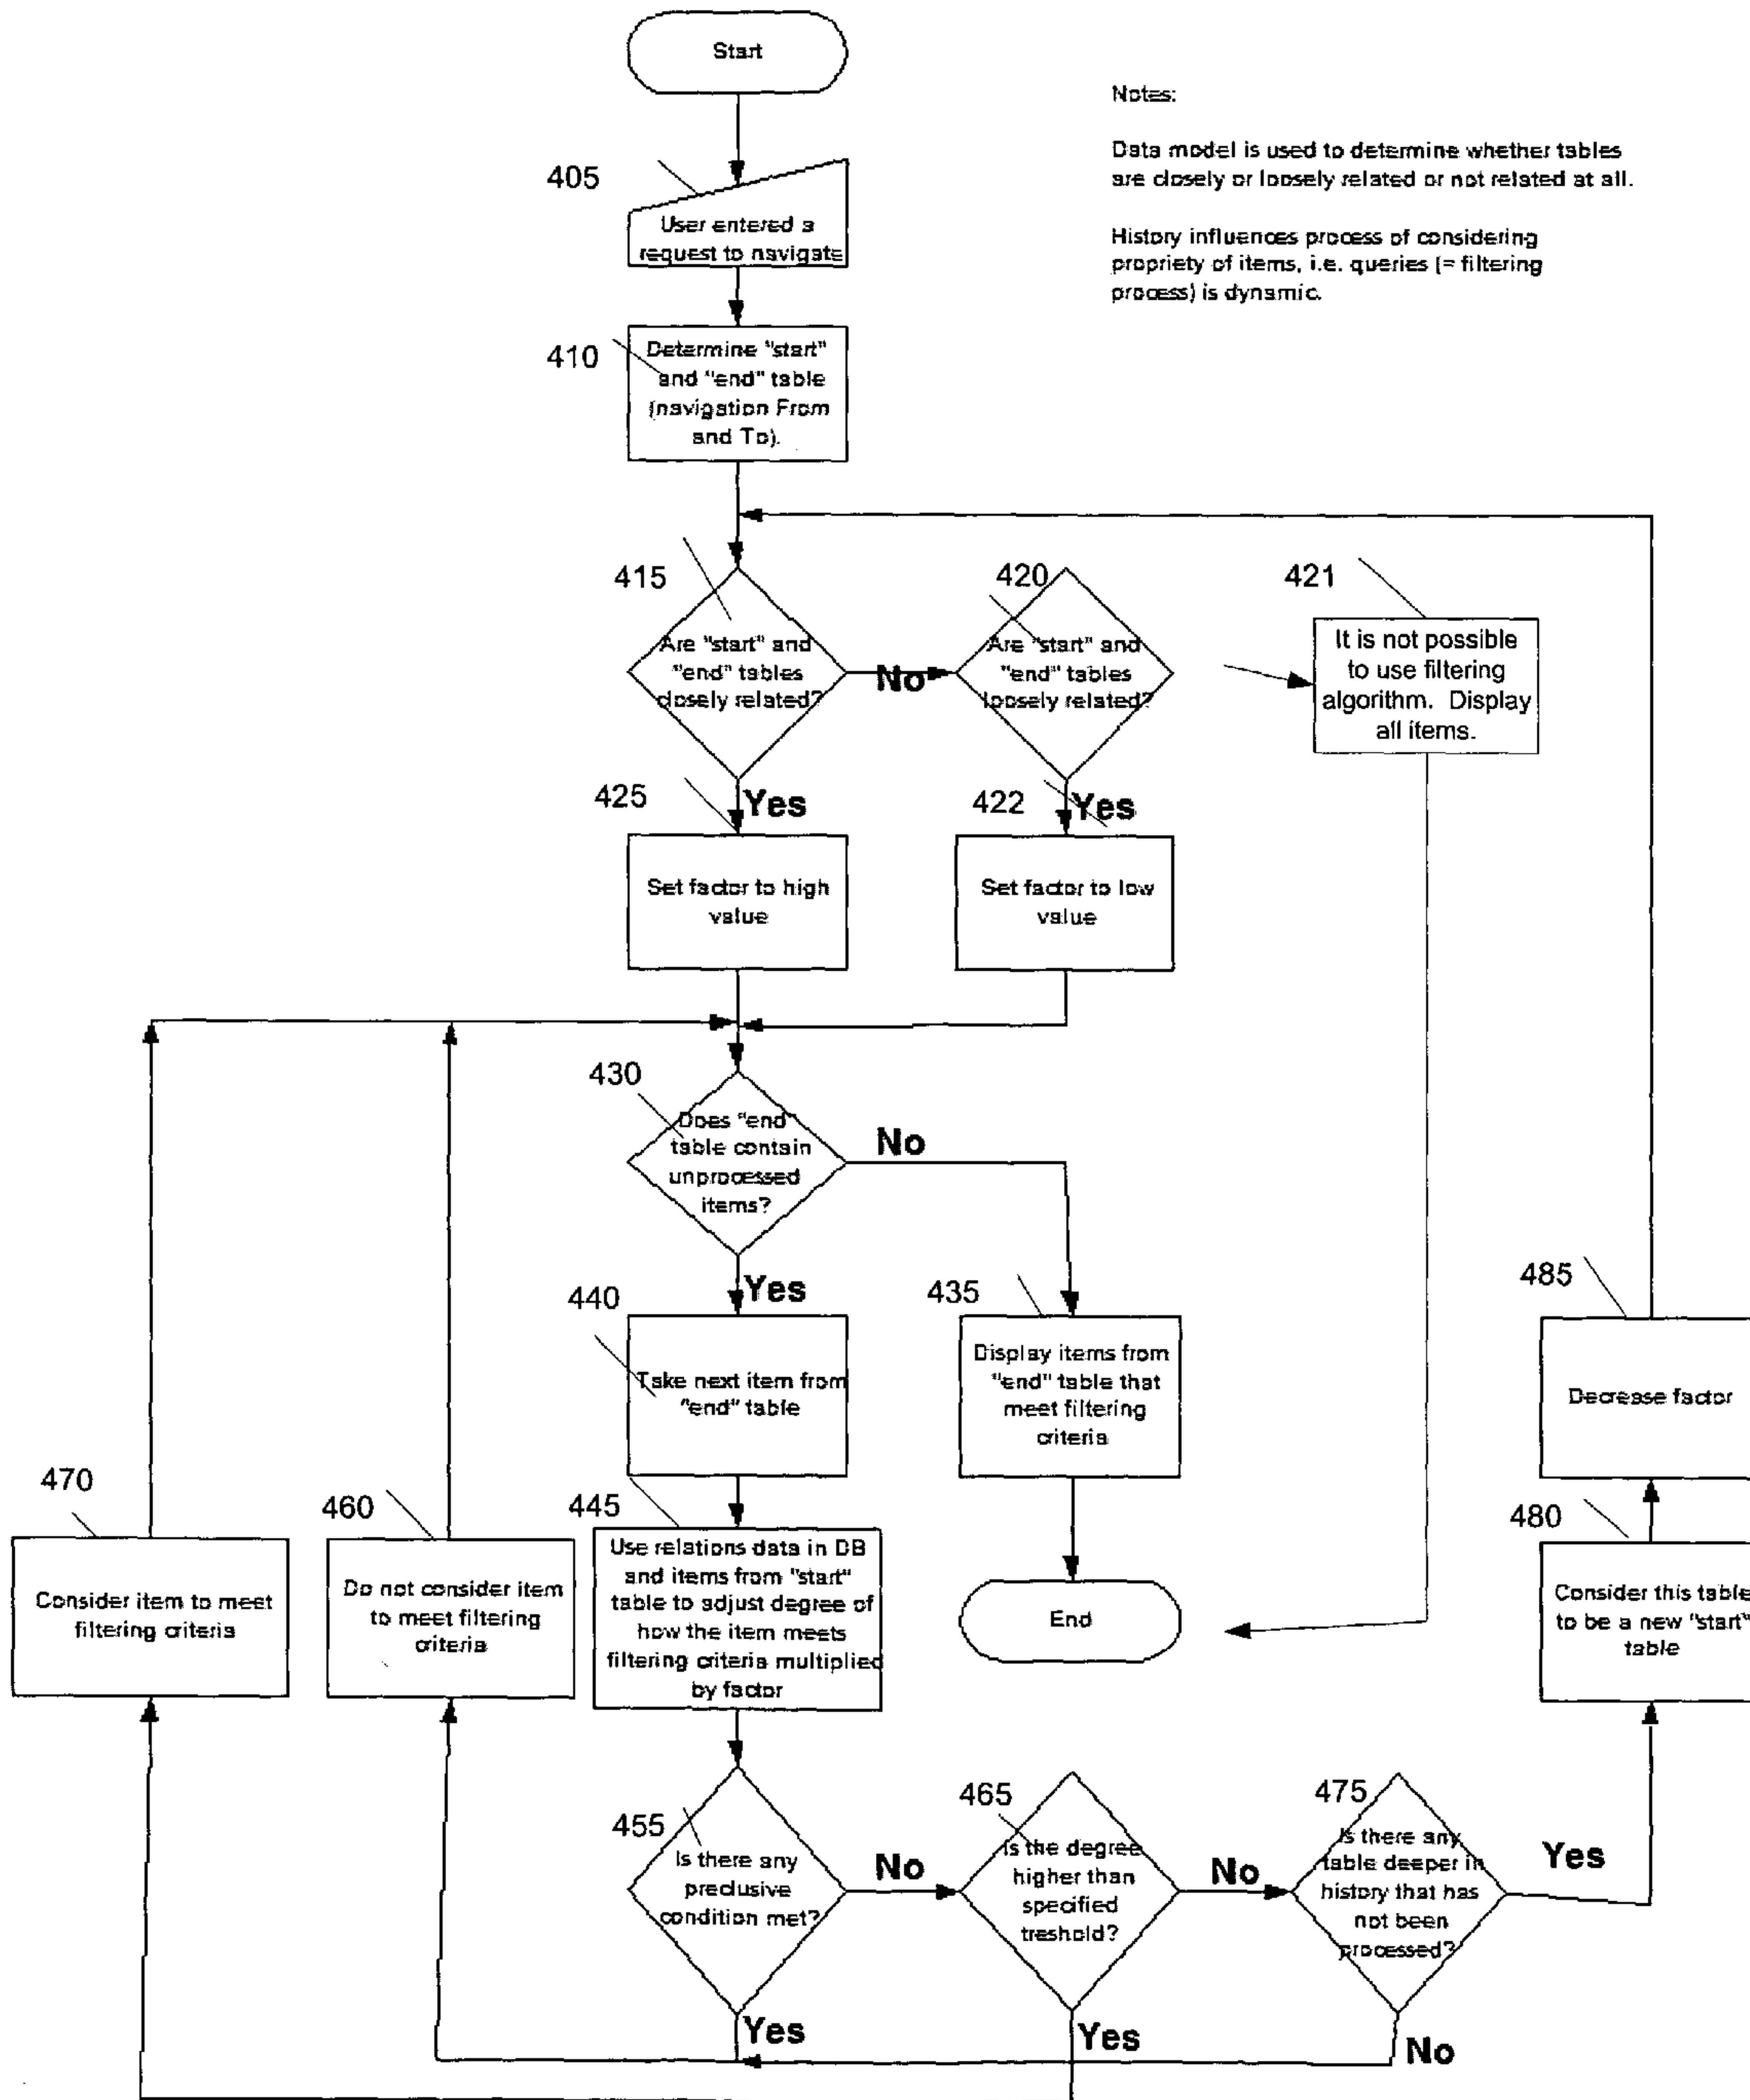 Start
Notes:
Data model is used to determine whether tables
are closely or loosely related or not related at all.
History influences process of considering
propriety of items, i.e. queries (= filtering
process) is dynamic.
405
User entered a
request to navigate
410
Determine "start"
and "end" table
(navigation From
and To).
415
Are "start" and
"end" tables
closely related?
No
420
Are "start" and
"end" tables
loosely related?
421
It is not possible
to use filtering
algorithm. Display
all items.
425
Yes
422
Yes
Set factor to high
value
Set factor to low
value
430
Does "end"
table contain
unprocessed
items?
No
Yes
440
Take next item from
"end" table
435
Display items from
"end" table that
meet filtering
criteria
485
Decrease factor
470
Consider item to meet
filtering criteria
460
Do not consider item
to meet filtering
criteria
445
Use relations data in DB
and items from "start"
table to adjust degree of
how the item meets
filtering criteria multiplied
by factor
End
480
Consider this table
to be a new "start"
table
455
Is there any
preclusive
condition met?
No
465
Is the degree
higher than
specified
treshold?
No
475
Is there any
table deeper in
history that has
not been
processed?
Yes
Yes
Yes
No